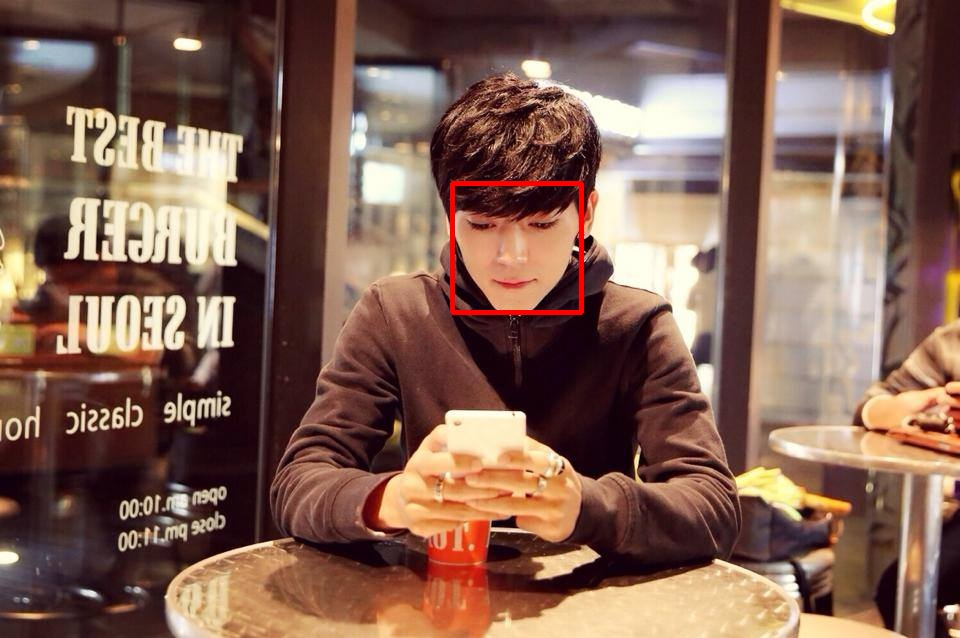 THE BEST
BURGER
IN SEOUL
simple classic
open am.10:00
close pm.11:00